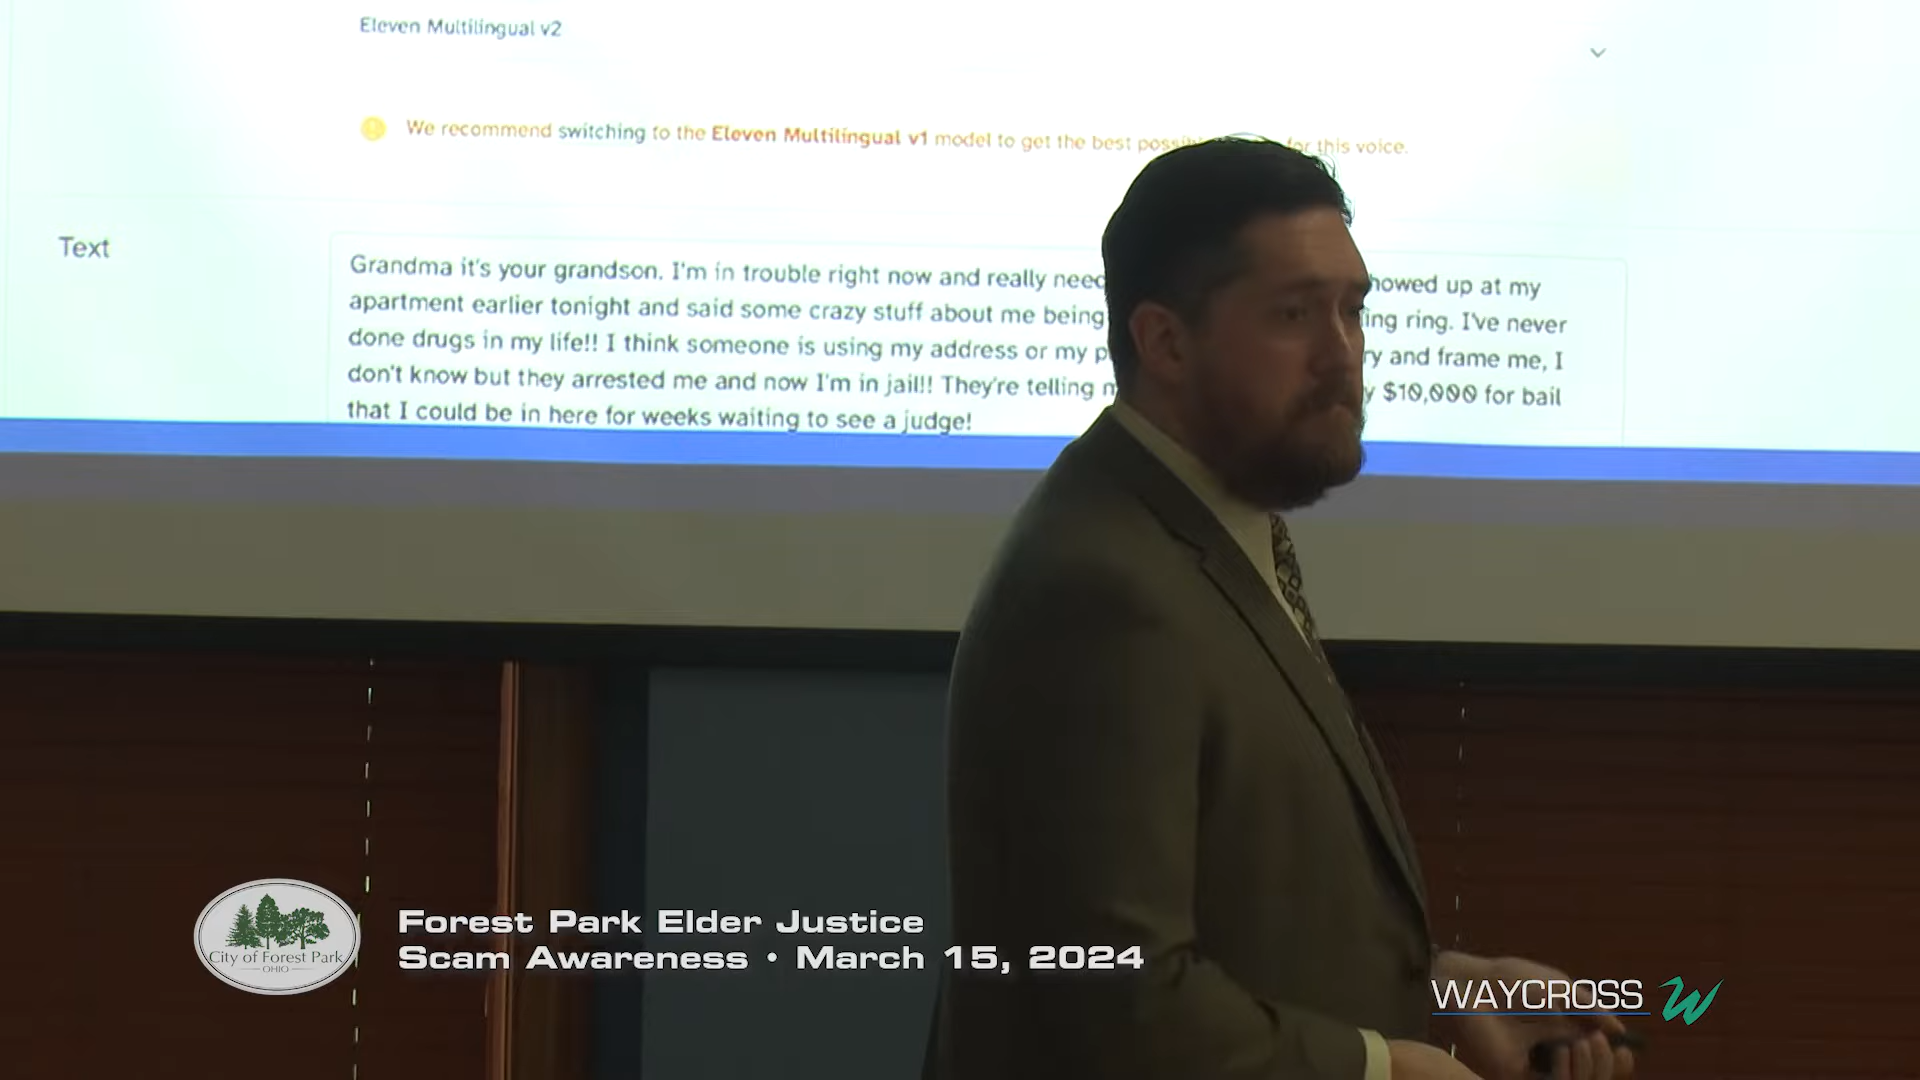 Eleven Multilingual v2
We recommend switching to the Eleven Multilingual v1 model to get the best for this voice.
Text
Grandma it's your grandson. I'm in trouble right now and really need howed up at my
apartment earlier tonight and said some crazy stuff about me being ing ring. I've never
done drugs in my life!! I think someone is using my address or my p ry and frame me, I
don't know but they arrested me and now I'm in jail!! They're telling m y $10,000 for bail
that I could be in here for weeks waiting to see a judge!
City of Forest Park
OHIO
Forest Park Elder Justice
Scam Awareness • March 15, 2024
WAYCROSS W